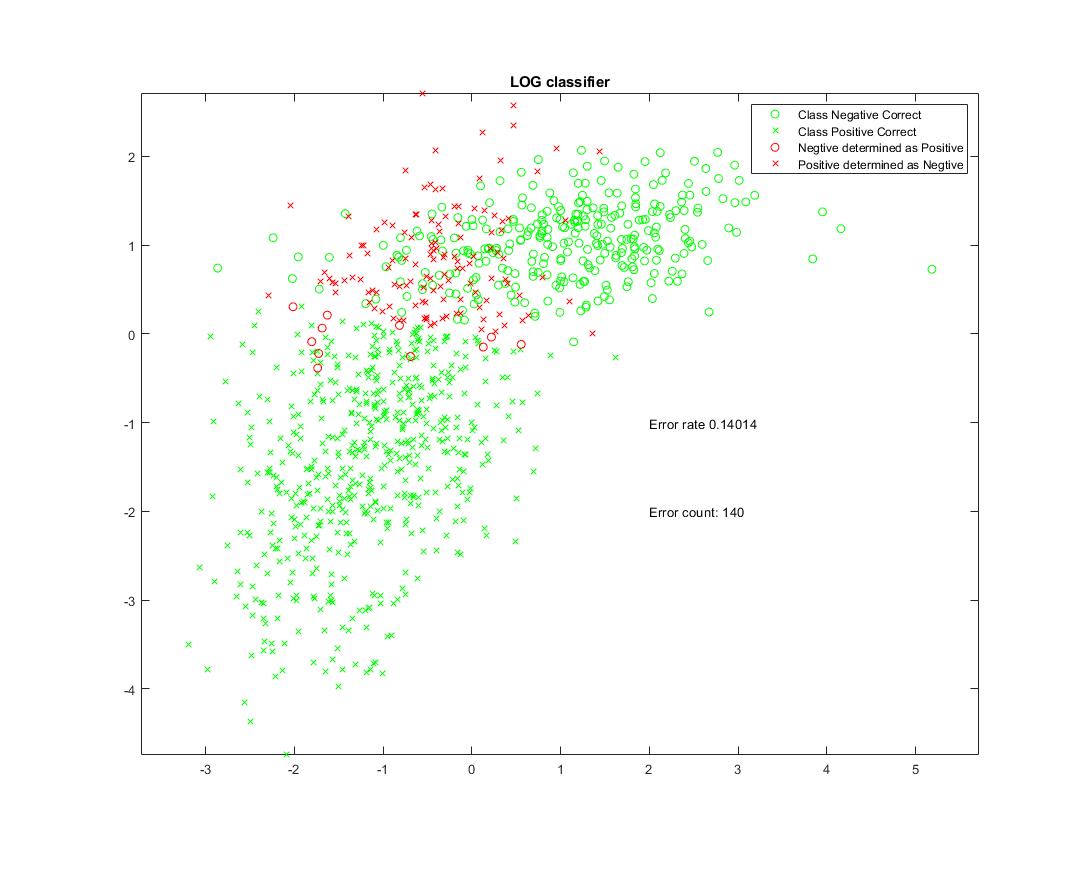 LOG classifier
Class Negative Correct
Class Positive Correct
Negtive determined as Positive
Positive determined as Negtive
2
1
0
-1
-2
-3
-4
Error rate 0.14014
Error count: 140
-3 -2 -1 0 1 2 3 4 5